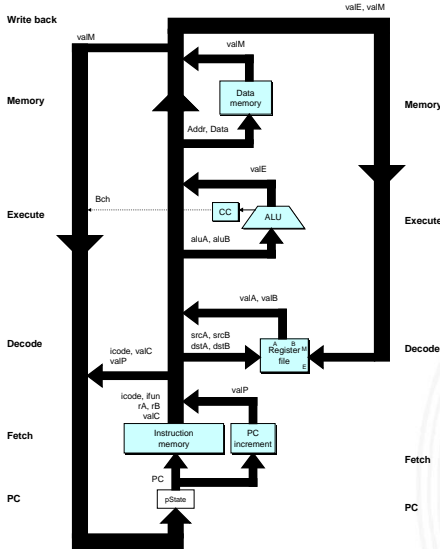 Write back
valE, valM
valM
valM
Memory
Data
memory
Memory
Addr, Data
valE
Bch
CC
ALU
Execute
Execute
aluA, aluB
valA, valB
srcA, srcB
dstA, dstB
A B
Register
file
M
E
Decode
Decode
icode, valC
valP
icode, ifun
rA, rB
valC
valP
Fetch
Instruction
memory
PC
increment
Fetch
PC
pState
PC
PC